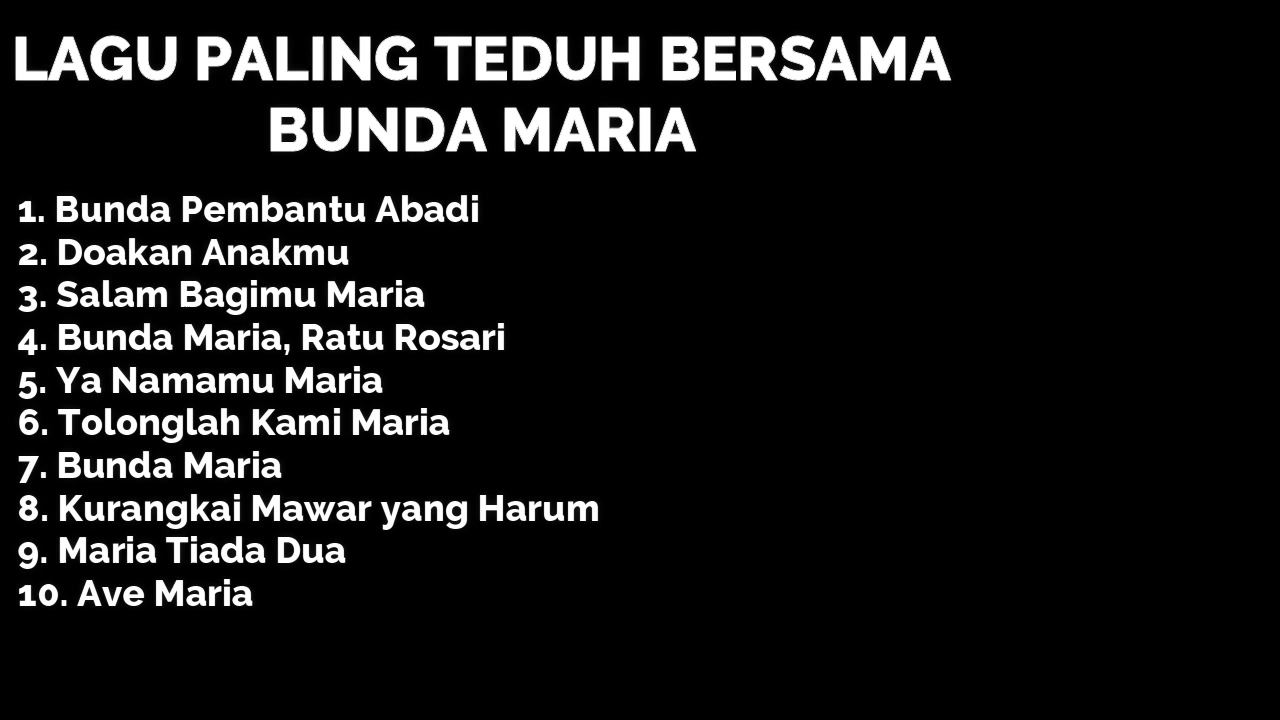 LAGU PALING TEDUH BERSAMA
BUNDA MARIA
1. Bunda Pembantu Abadi
2. Doakan Anakmu
3. Salam Bagimu Maria
4. Bunda Maria, Ratu Rosari
5. Ya Namamu Maria
6. Tolonglah Kami Maria
7. Bunda Maria
8. Kurangkai Mawar yang Harum
9. Maria Tiada Dua
10. Ave Maria